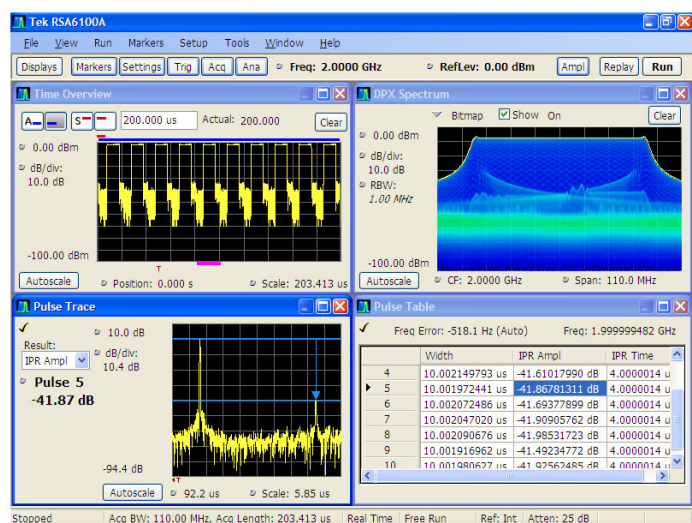 Tek RSA6100A
File View Run Markers Setup Tools Window Help
Displays Markers Settings Trig Acq Ana Freq: 2.0000 GHz RefLev: 0.00 dBm Ampl Replay Run
Time Overview
A S 200.000 us Actual: 200.000 Clear
0.00 dBm
dB/div:
10.0 dB
-100.00 dBm
T
Autoscale Position: 0.000 s Scale: 203.413 us
DPX Spectrum
Bitmap Show On Clear
0.00 dBm
dB/div:
10.0 dB
RBW:
1.00 MHz
-100.00 dBm
Autoscale CF: 2.0000 GHz Span: 110.0 MHz
Pulse Trace
Result:
IPR Ampl
Pulse 5
-41.87 dB
10.0 dB
dB/div:
10.4 dB
-94.4 dB
T
Autoscale 92.2 us Scale: 5.85 us
Pulse Table
Freq Error: -518.1 Hz (Auto) Freq: 1.999999482 GHz
Width IPR Ampl IPR Time
4 10.002149793 us -41.61017990 dB 4.0000014 u
5 10.001972441 us -41.86781311 dB 4.0000014 u
6 10.002072486 us -41.69377899 dB 4.0000014 u
7 10.002047020 us -41.90905762 dB 4.0000014 u
8 10.002090676 us -41.98531723 dB 4.0000014 u
9 10.001916962 us -41.49234772 dB 4.0000014 u
10 10.001980627 us -41.92562485 dB 4.0000014 u
Stopped Acq BW: 110.00 MHz, Acq Length: 203.413 us Real Time Free Run Ref: Int Atten: 25 dB